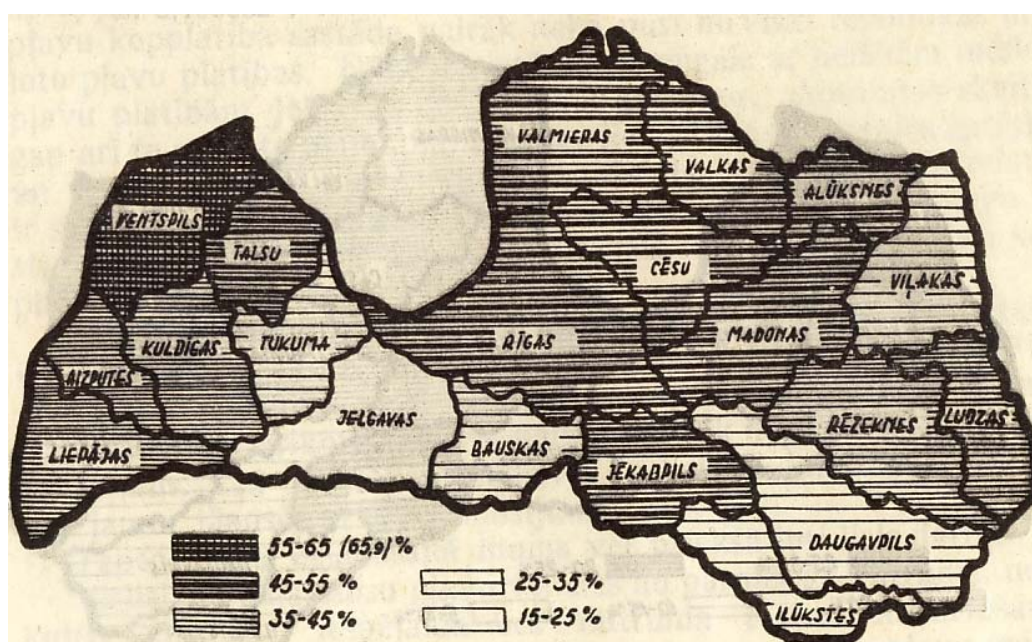 VALMIERAS
VALKAS
ALŪKSNES
VENTSPILS
TALSU
CĒSU
VIĻAKAS
KULDĪGAS
TUKUMA
RĪGAS
MADONAS
AIZPUTES
JELGAVAS
RĒZEKNES
LUDZAS
LIEPĀJAS
BAUSKAS
JĒKABPILS
DAUGAVPILS
ILŪKSTES
55-65 (65,9)%
45-55 %
35-45 %
25-35 %
15-25 %